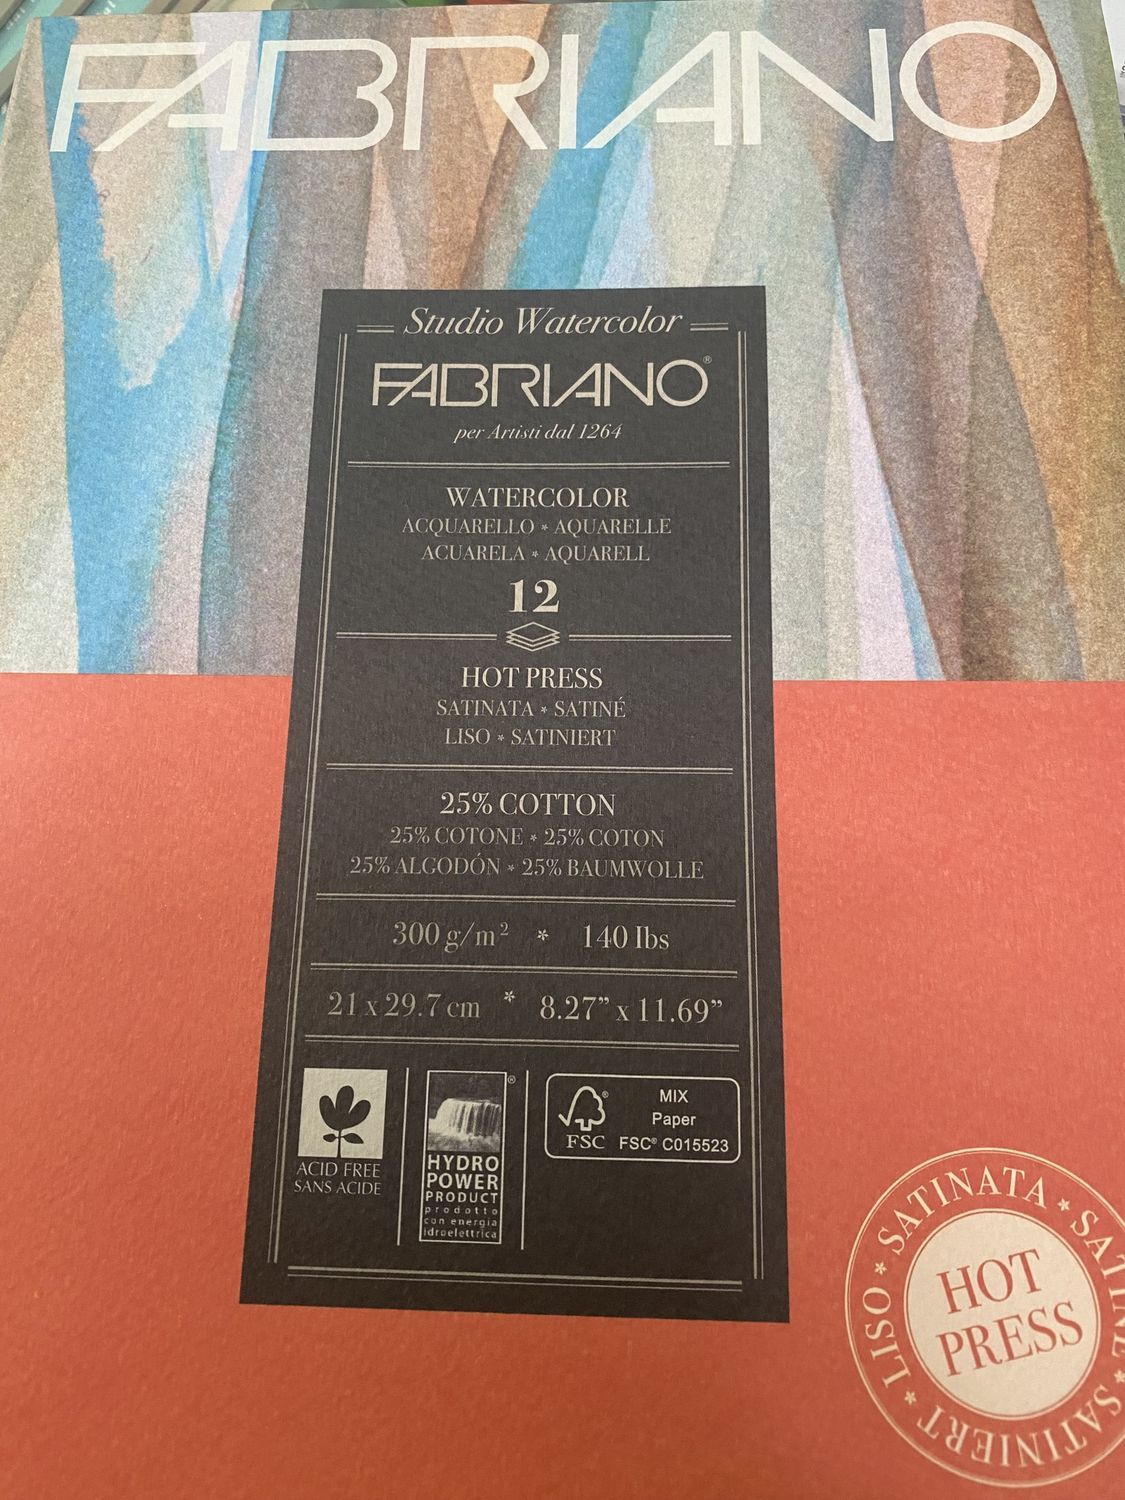 FABRIANO
Studio Watercolor
FABRIANO®
per Artisti dal 1264
WATERCOLOR
ACQUARELLO * AQUARELLE
ACUARELA * AQUARELL
12
HOT PRESS
SATINATA * SATINÉ
LISO * SATINIERT
25% COTTON
25% COTONE * 25% COTON
25% ALGODÓN * 25% BAUMWOLLE
300 g/m² * 140 lbs
21 x 29.7 cm * 8.27” x 11.69”
ACID FREE
SANS ACIDE
HYDRO
POWER
PRODUCT
prodotto
con energia
idroelettrica
®
FSC®
MIX
Paper
FSC® C015523
LISO * SATINATA * SATINÉ * SATINIERT *
HOT
PRESS